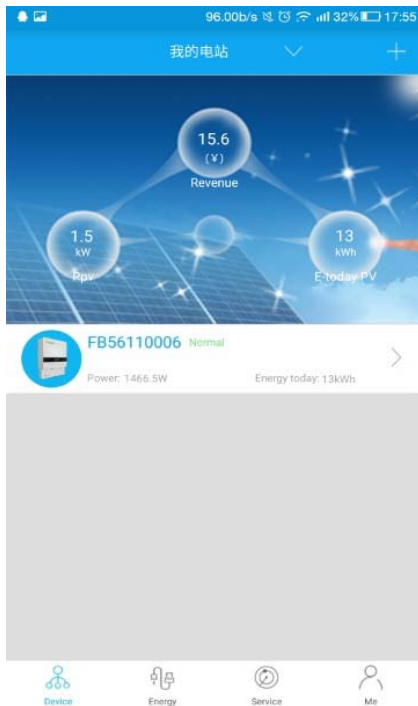 96.00b/s 32% 17:55
我的电站
15.6
(¥)
Revenue
1.5
kW
Ppv
13
kWh
E-today PV
FB56110006 Normal
Power: 1466.5W Energy today: 13kWh
Device Energy Service Me